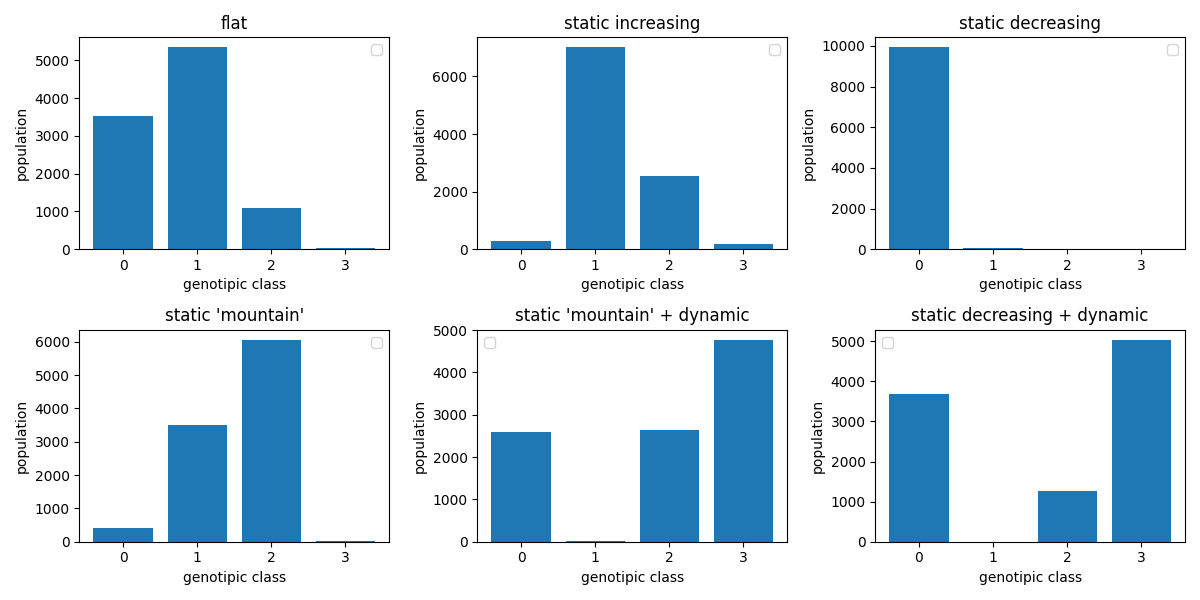 flat
population
5000
4000
3000
2000
1000
0
0 1 2 3
genotipic class
static increasing
population
6000
4000
2000
0
0 1 2 3
genotipic class
static decreasing
population
10000
8000
6000
4000
2000
0
0 1 2 3
genotipic class
static 'mountain'
population
6000
5000
4000
3000
2000
1000
0
0 1 2 3
genotipic class
static 'mountain' + dynamic
population
5000
4000
3000
2000
1000
0
0 1 2 3
genotipic class
static decreasing + dynamic
population
5000
4000
3000
2000
1000
0
0 1 2 3
genotipic class